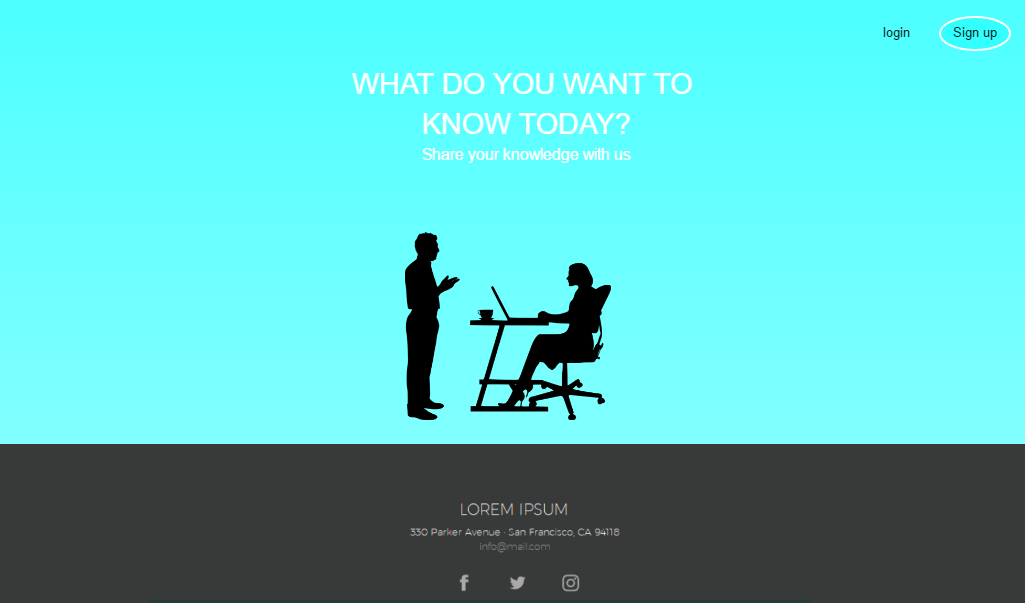 login
Sign up
WHAT DO YOU WANT TO
KNOW TODAY?
Share your knowledge with us
LOREM IPSUM
330 Parker Avenue · San Francisco, CA 94118
info@mail.com